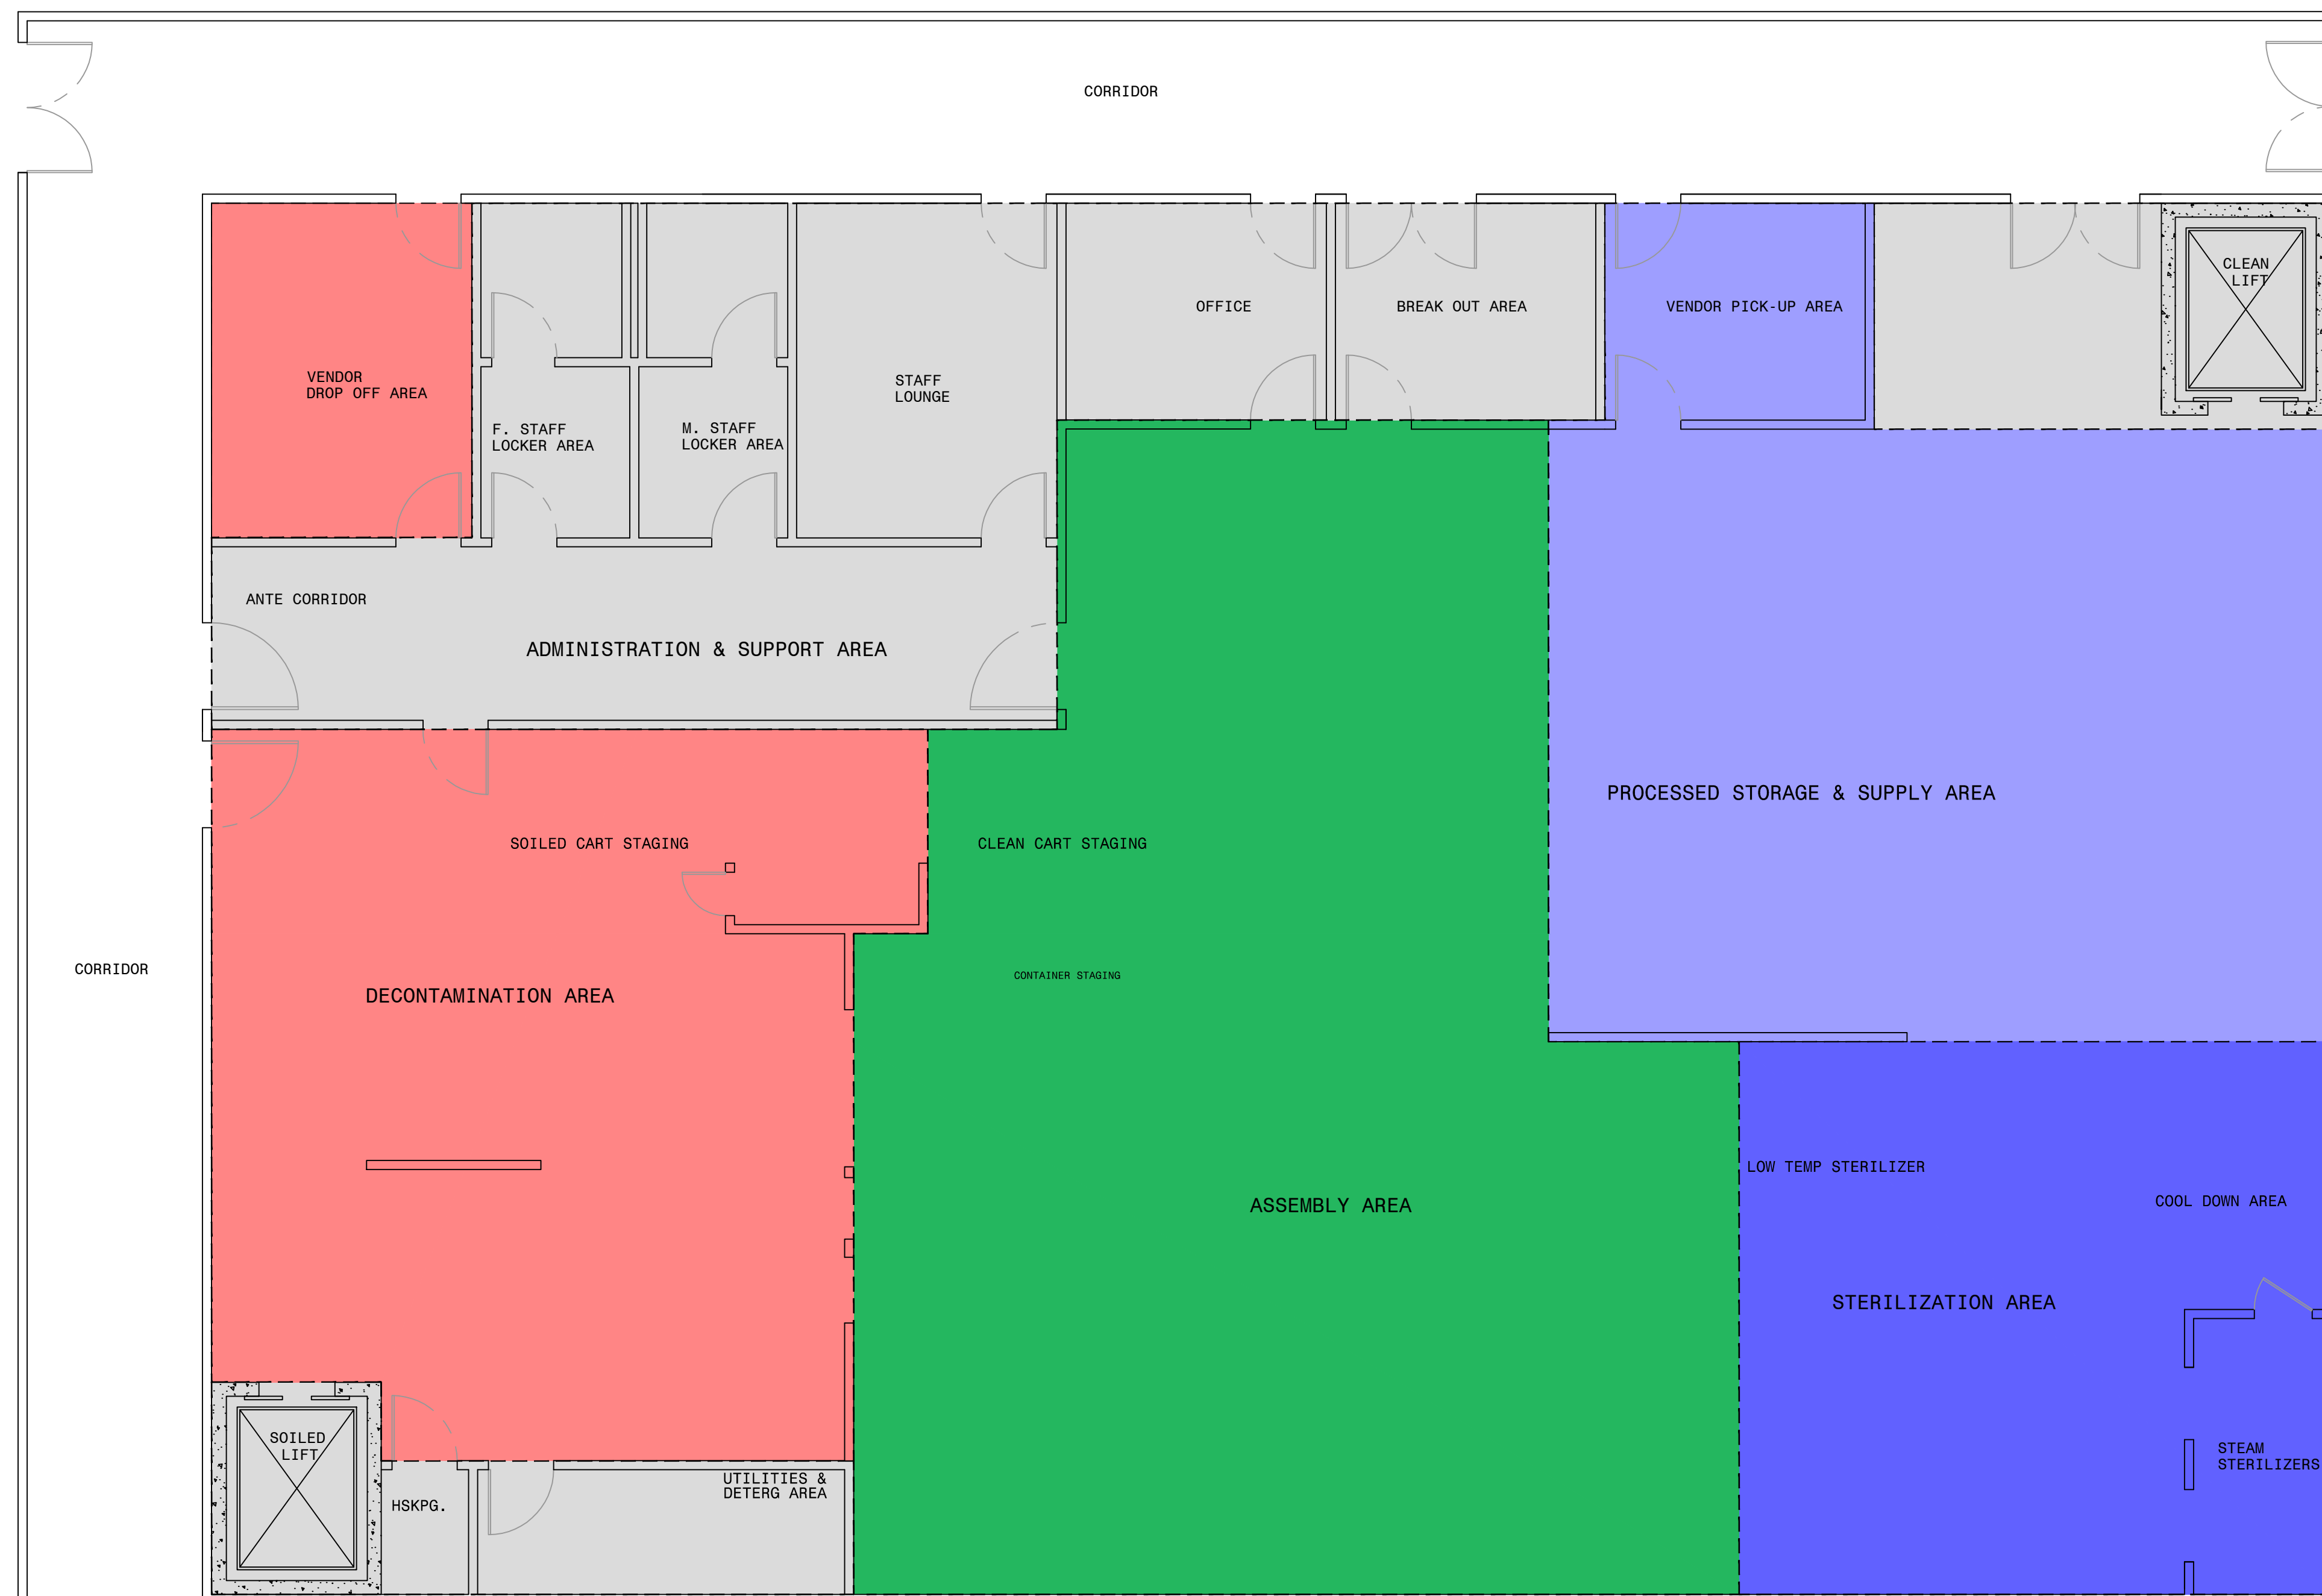 CORRIDOR
CLEAN
LIFT
OFFICE
BREAK OUT AREA
VENDOR PICK-UP AREA
VENDOR
DROP OFF AREA
STAFF
LOUNGE
F. STAFF
LOCKER AREA
M. STAFF
LOCKER AREA
ANTE CORRIDOR
ADMINISTRATION & SUPPORT AREA
PROCESSED STORAGE & SUPPLY AREA
SOILED CART STAGING
CLEAN CART STAGING
CORRIDOR
CONTAINER STAGING
DECONTAMINATION AREA
LOW TEMP STERILIZER
COOL DOWN AREA
ASSEMBLY AREA
STERILIZATION AREA
SOILED
LIFT
STEAM
STERILIZERS
UTILITIES &
DETERG AREA
HSKPG.